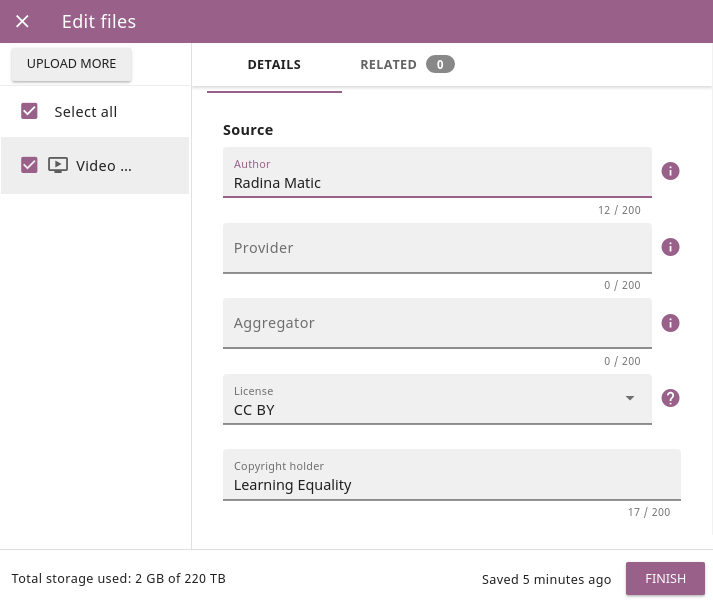 Edit files
UPLOAD MORE
Select all
Video ...
DETAILS
RELATED 0
Source
Author
Radina Matic
12 / 200
Provider
0 / 200
Aggregator
0 / 200
License
CC BY
Copyright holder
Learning Equality
17 / 200
Total storage used: 2 GB of 220 TB
Saved 5 minutes ago
FINISH